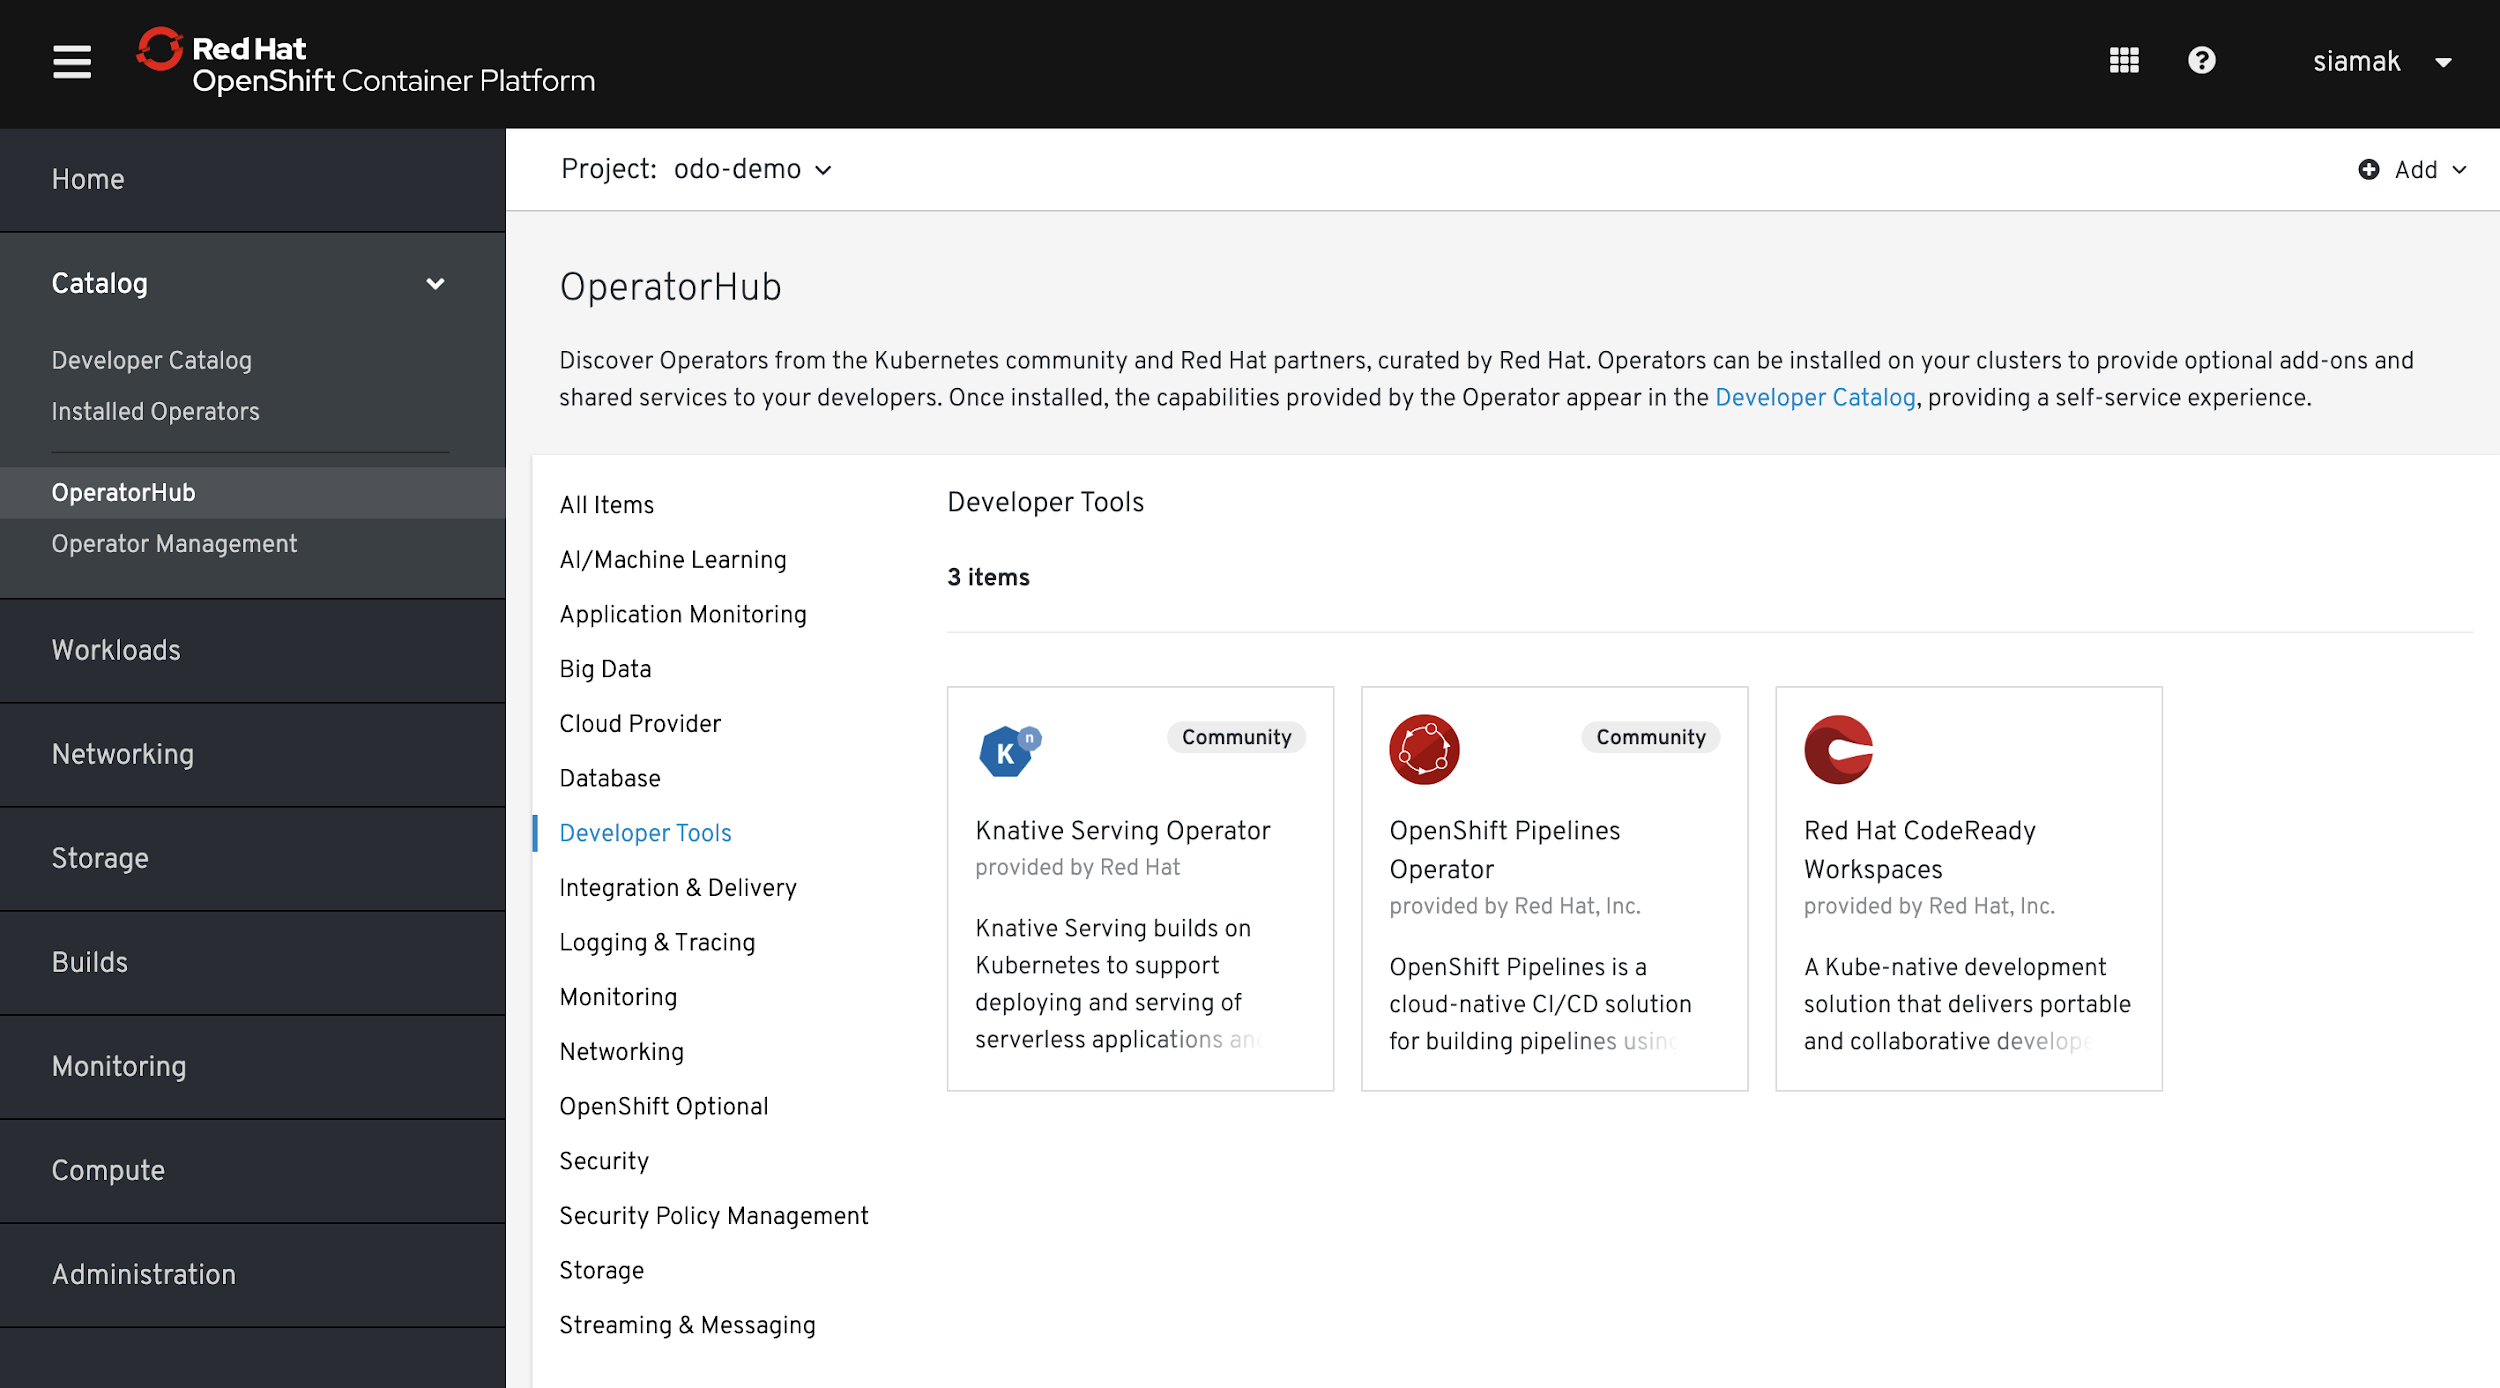 Red Hat
OpenShift Container Platform
siamak
Home
Catalog
Developer Catalog
Installed Operators
OperatorHub
Operator Management
Workloads
Networking
Storage
Builds
Monitoring
Compute
Administration
Project: odo-demo
Add
OperatorHub
Discover Operators from the Kubernetes community and Red Hat partners, curated by Red Hat. Operators can be installed on your clusters to provide optional add-ons and
shared services to your developers. Once installed, the capabilities provided by the Operator appear in the Developer Catalog, providing a self-service experience.
All Items
AI/Machine Learning
Application Monitoring
Big Data
Cloud Provider
Database
Developer Tools
Integration & Delivery
Logging & Tracing
Monitoring
Networking
OpenShift Optional
Security
Security Policy Management
Storage
Streaming & Messaging
Developer Tools
3 items
K n
Community
Knative Serving Operator
provided by Red Hat
Knative Serving builds on
Kubernetes to support
deploying and serving of
serverless applications and
Community
OpenShift Pipelines
Operator
provided by Red Hat, Inc.
OpenShift Pipelines is a
cloud-native CI/CD solution
for building pipelines using
Red Hat CodeReady
Workspaces
provided by Red Hat, Inc.
A Kube-native development
solution that delivers portable
and collaborative develope